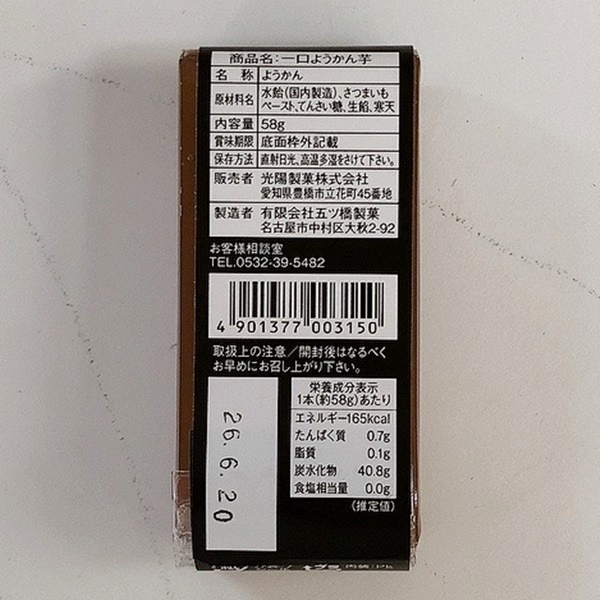 商品名:一口ようかん芋
名 称 ようかん
原材料名 水飴(国内製造)、さつまいも
ペースト、てんさい糖、生餡、寒天
内容量 58g
賞味期限 底面枠外記載
保存方法 直射日光、高温多湿をさけて下さい。
販売者 光陽製菓株式会社
愛知県豊橋市立花町45番地
製造者 有限会社五ツ橋製菓
名古屋市中村区大秋2-92
お客様相談室
TEL.0532-39-5482
4 901377 003150
取扱上の注意/開封後はなるべく
お早めにお召し上がり下さい。
栄養成分表示
1本(約58g)あたり
エネルギー165kcal
たんぱく質 0.7g
脂質 0.1g
炭水化物 40.8g
食塩相当量 0.0g
(推定値)
26.6.20